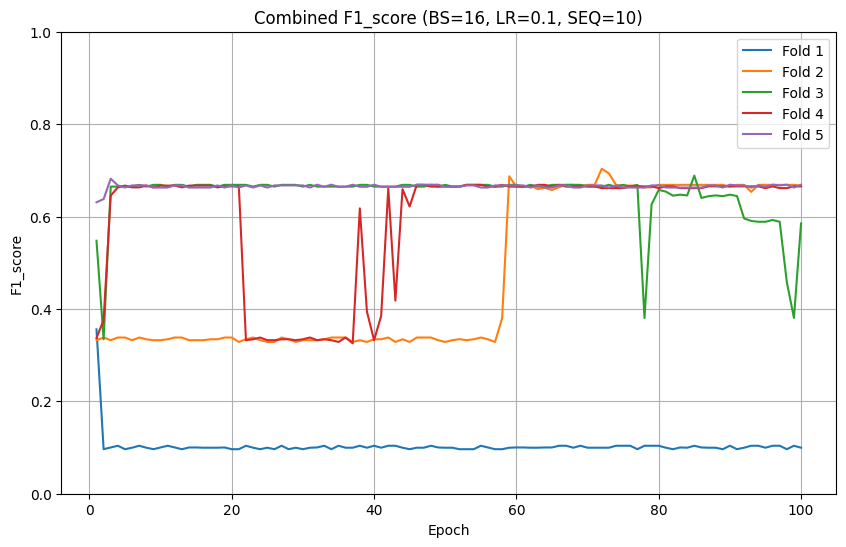 Combined F1_score (BS=16, LR=0.1, SEQ=10)
1.0
0.8
0.6
0.4
0.2
0.0
F1_score
Fold 1
Fold 2
Fold 3
Fold 4
Fold 5
0 20 40 60 80 100
Epoch